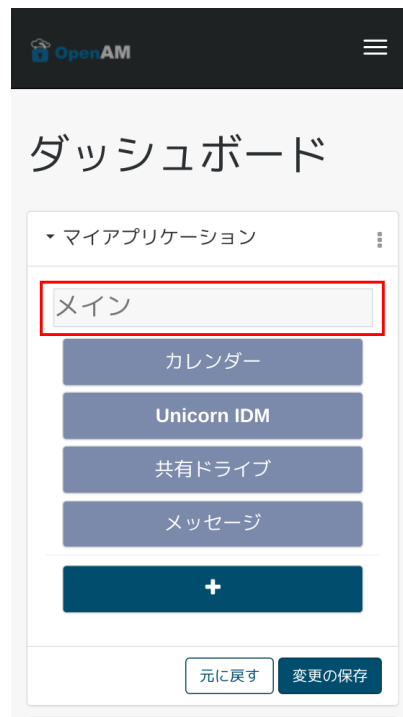 OpenAM
ダッシュボード
マイアプリケーション
メイン
カレンダー
Unicorn IDM
共有ドライブ
メッセージ
+
元に戻す 変更の保存